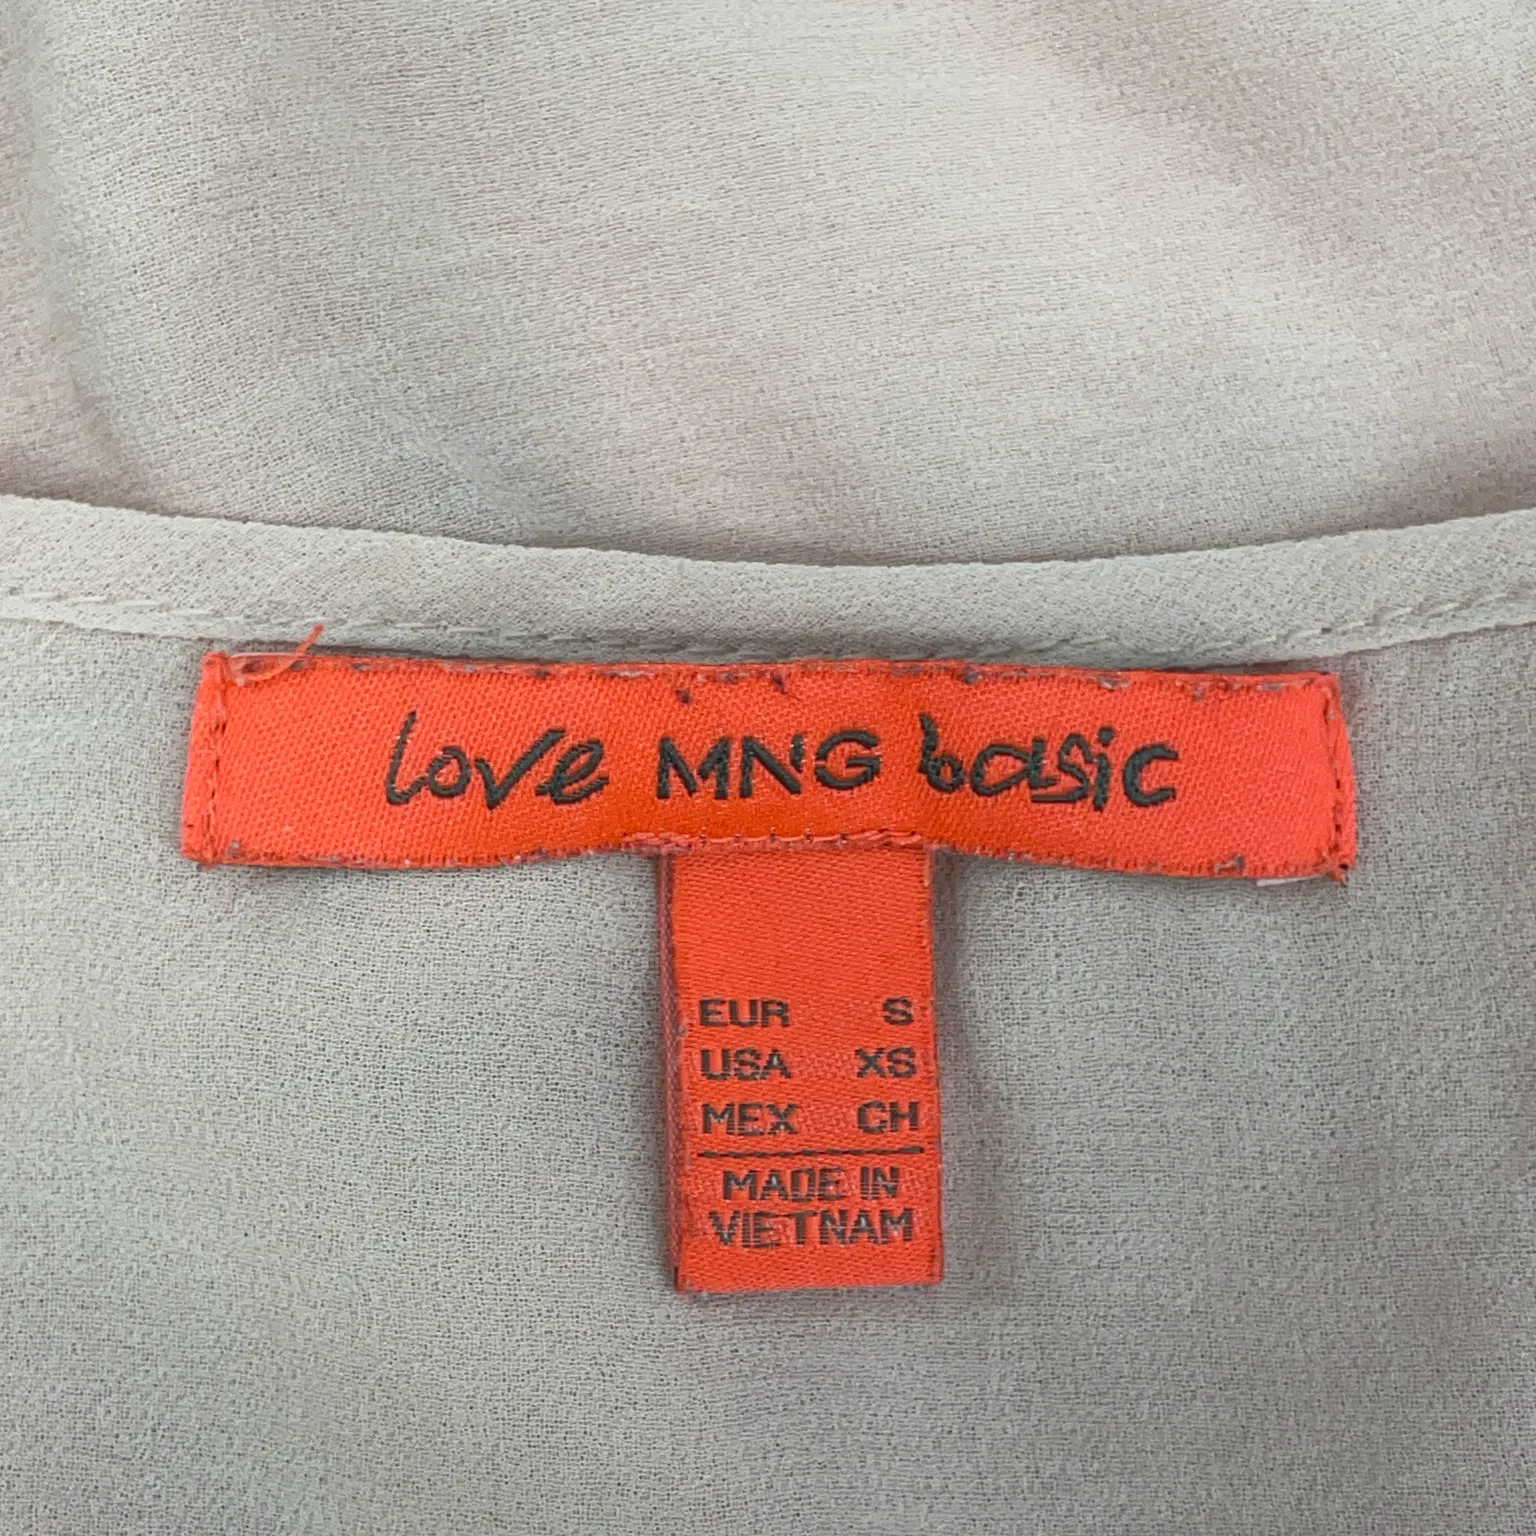 love MNG basic
EUR S
USA XS
MEX CH
MADE IN
VIETNAM